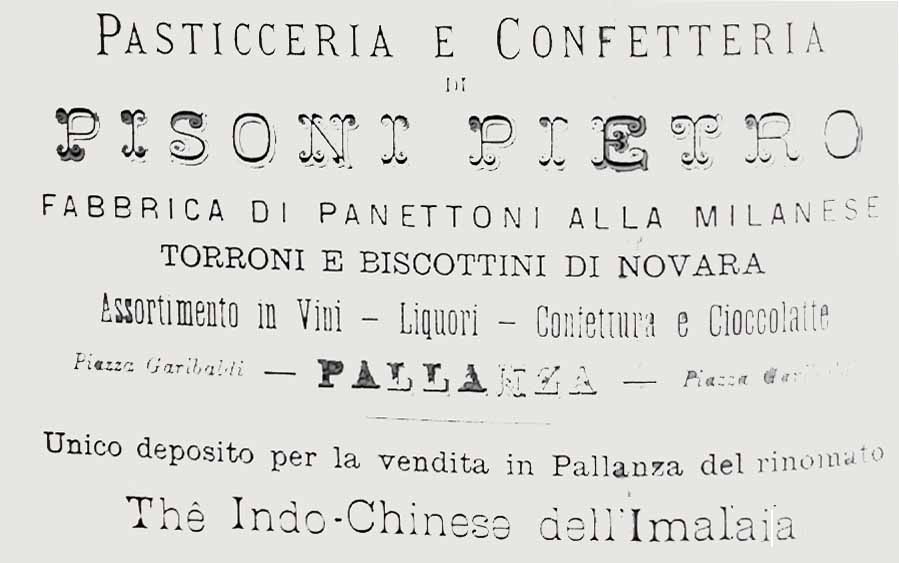 PASTICCERIA E CONFETTERIA
DI
PISONI PIETRO
FABBRICA DI PANETTONI ALLA MILANESE
TORRONI E BISCOTTINI DI NOVARA
Assortimento in Vini – Liquori – Confettura e Cioccolatte
Piazza Garibaldi — PALLANZA — Piazza Garibaldi
Unico deposito per la vendita in Pallanza del rinomato
Thê Indo-Chinese dell'Imalaia